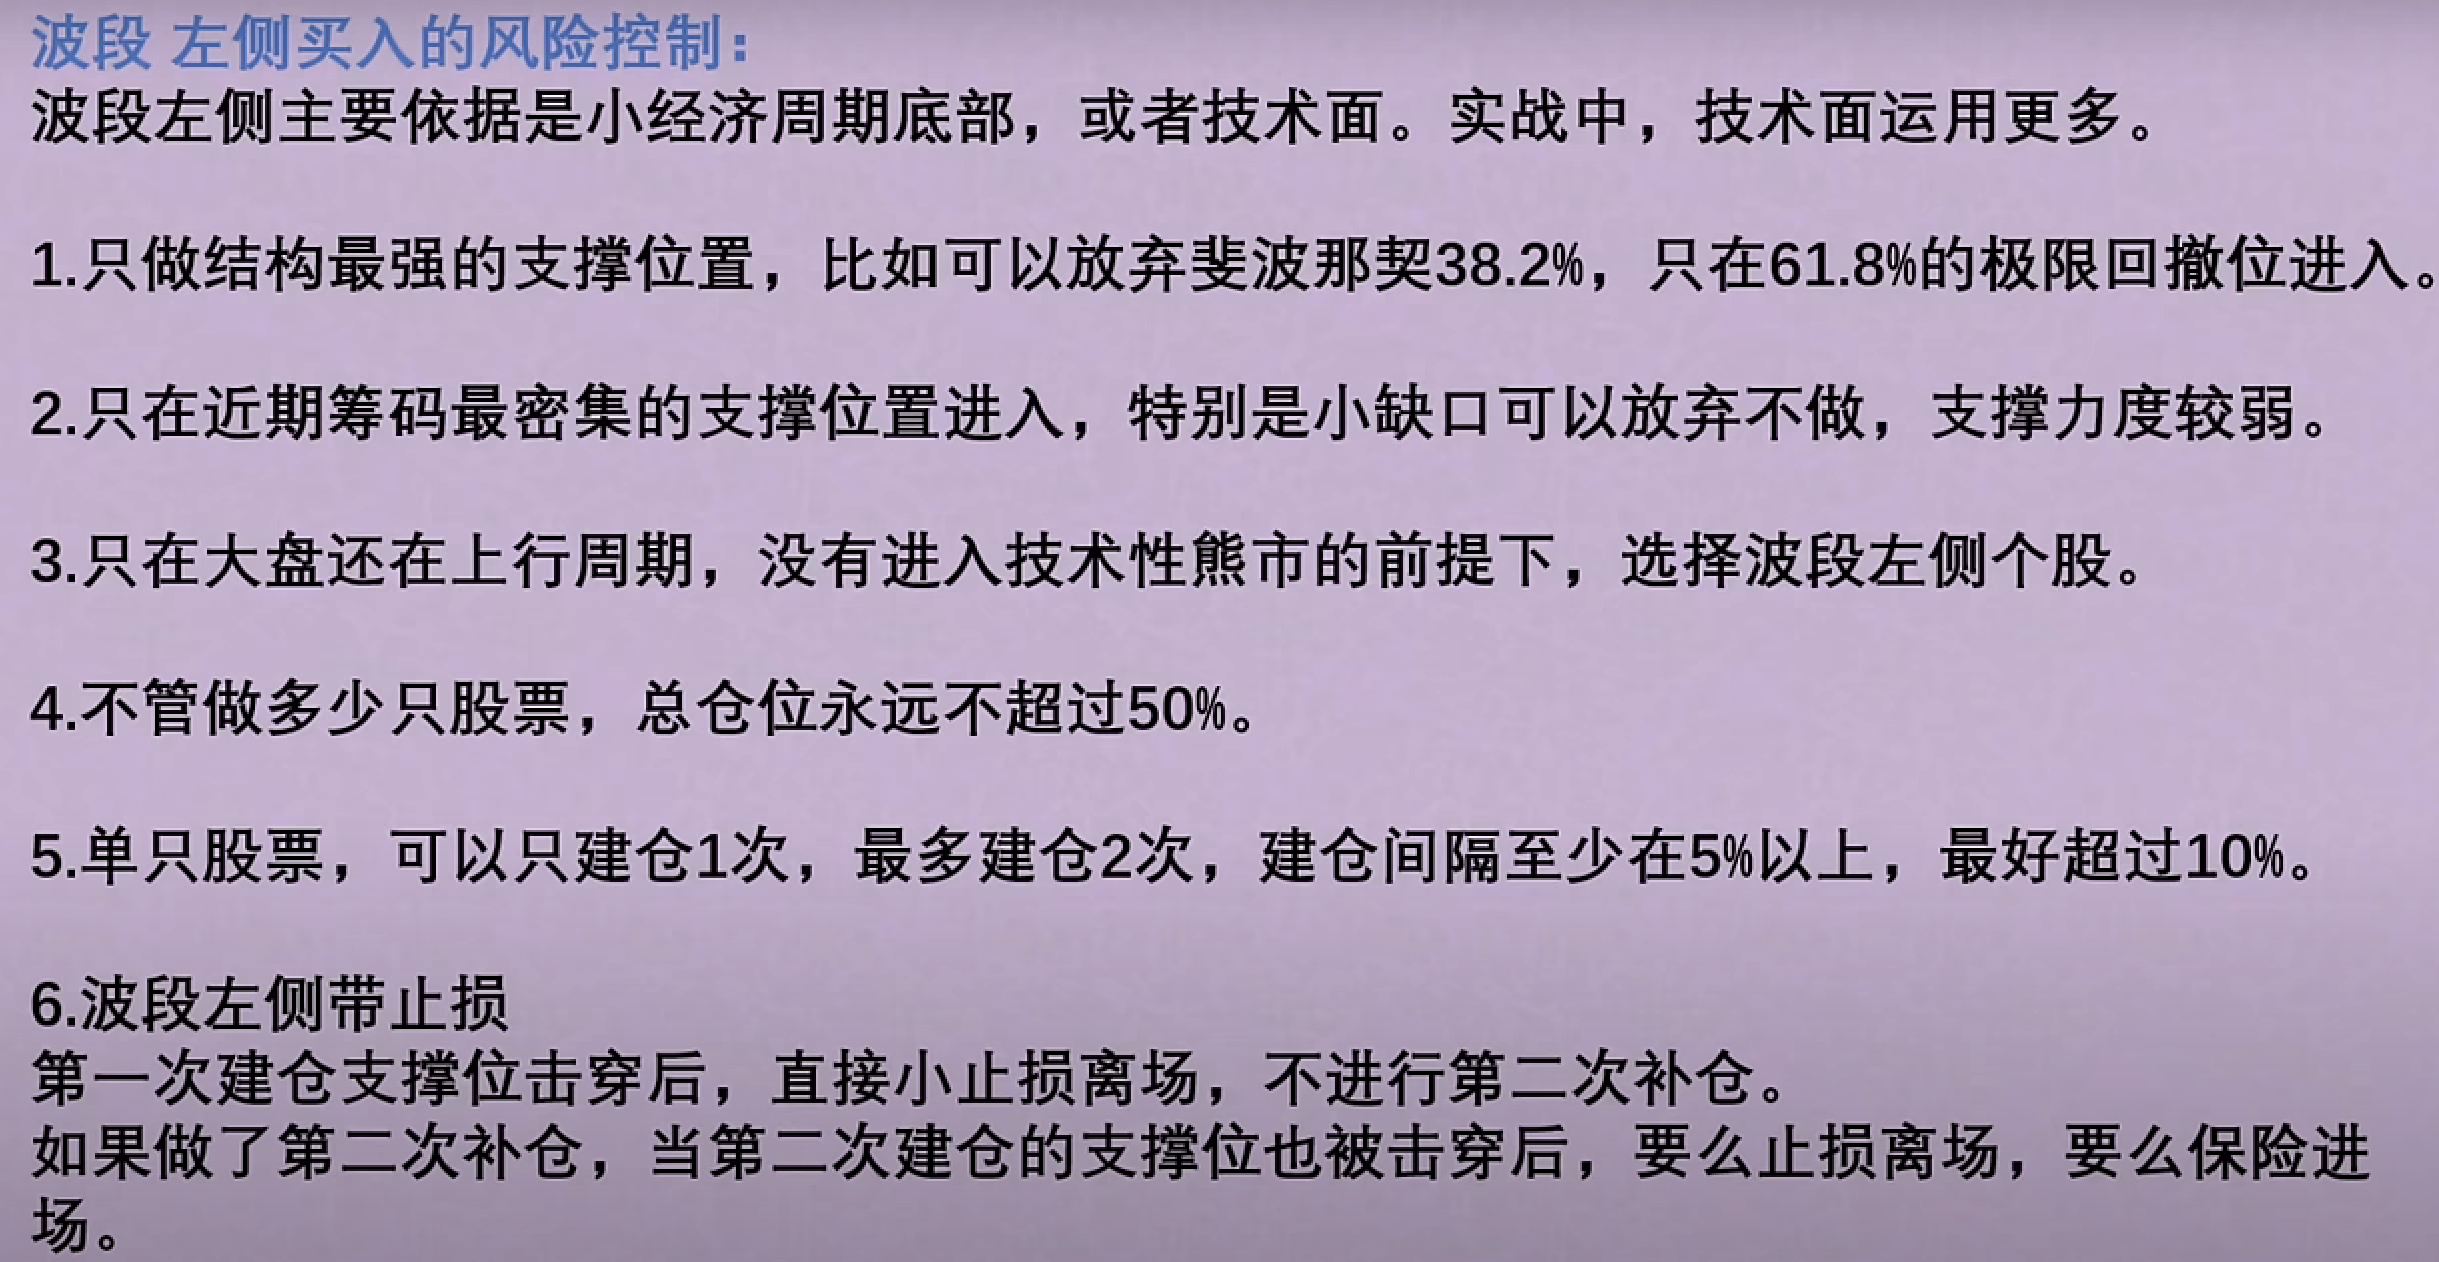 波段 左侧买入的风险控制：
波段左侧主要依据是小经济周期底部，或者技术面。实战中，技术面运用更多。
1.只做结构最强的支撑位置，比如可以放弃斐波那契38.2%，只在61.8%的极限回撤位进入。
2.只在近期筹码最密集的支撑位置进入，特别是小缺口可以放弃不做，支撑力度较弱。
3.只在大盘还在上行周期，没有进入技术性熊市的前提下，选择波段左侧个股。
4.不管做多少只股票，总仓位永远不超过50%。
5.单只股票，可以只建仓1次，最多建仓2次，建仓间隔至少在5%以上，最好超过10%。
6.波段左侧带止损
第一次建仓支撑位击穿后，直接小止损离场，不进行第二次补仓。
如果做了第二次补仓，当第二次建仓的支撑位也被击穿后，要么止损离场，要么保险进
场。